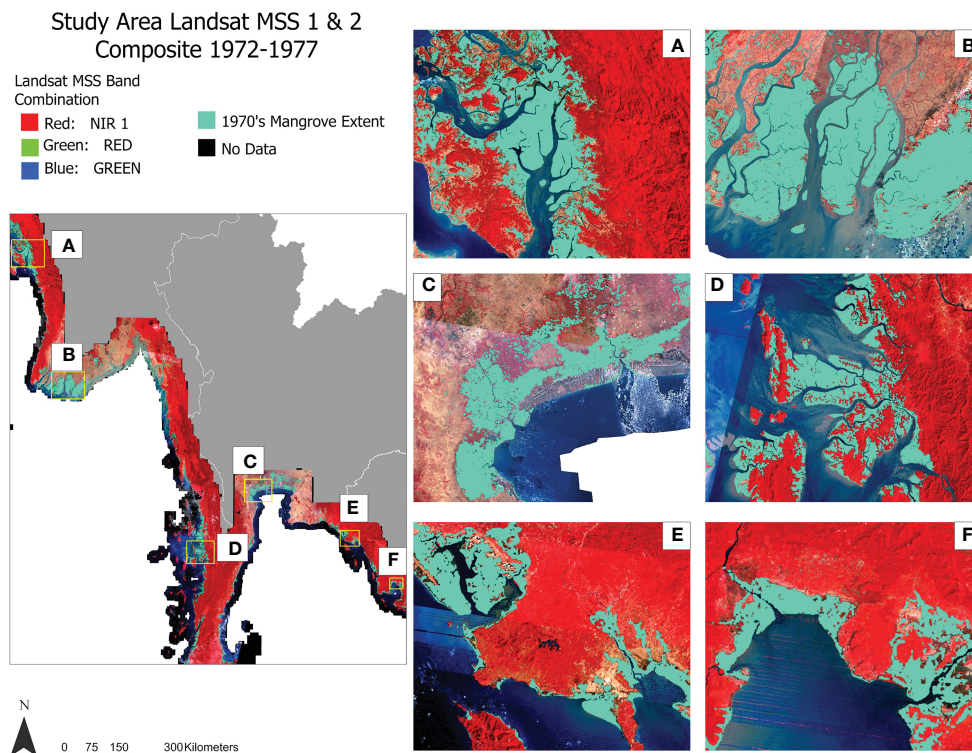 Study Area Landsat MSS 1 & 2
Composite 1972-1977
Landsat MSS Band
Combination
Red: NIR 1
Green: RED
Blue: GREEN
1970's Mangrove Extent
No Data
A
B
C
D
E
F
N
0 75 150 300 Kilometers
A
B
C
D
E
F